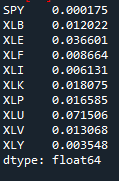 SPY    0.000175
XLB    0.012022
XLE    0.036601
XLF    0.008664
XLI    0.006131
XLK    0.018075
XLP    0.016585
XLU    0.071506
XLV    0.013068
XLY    0.003548
dtype: float64